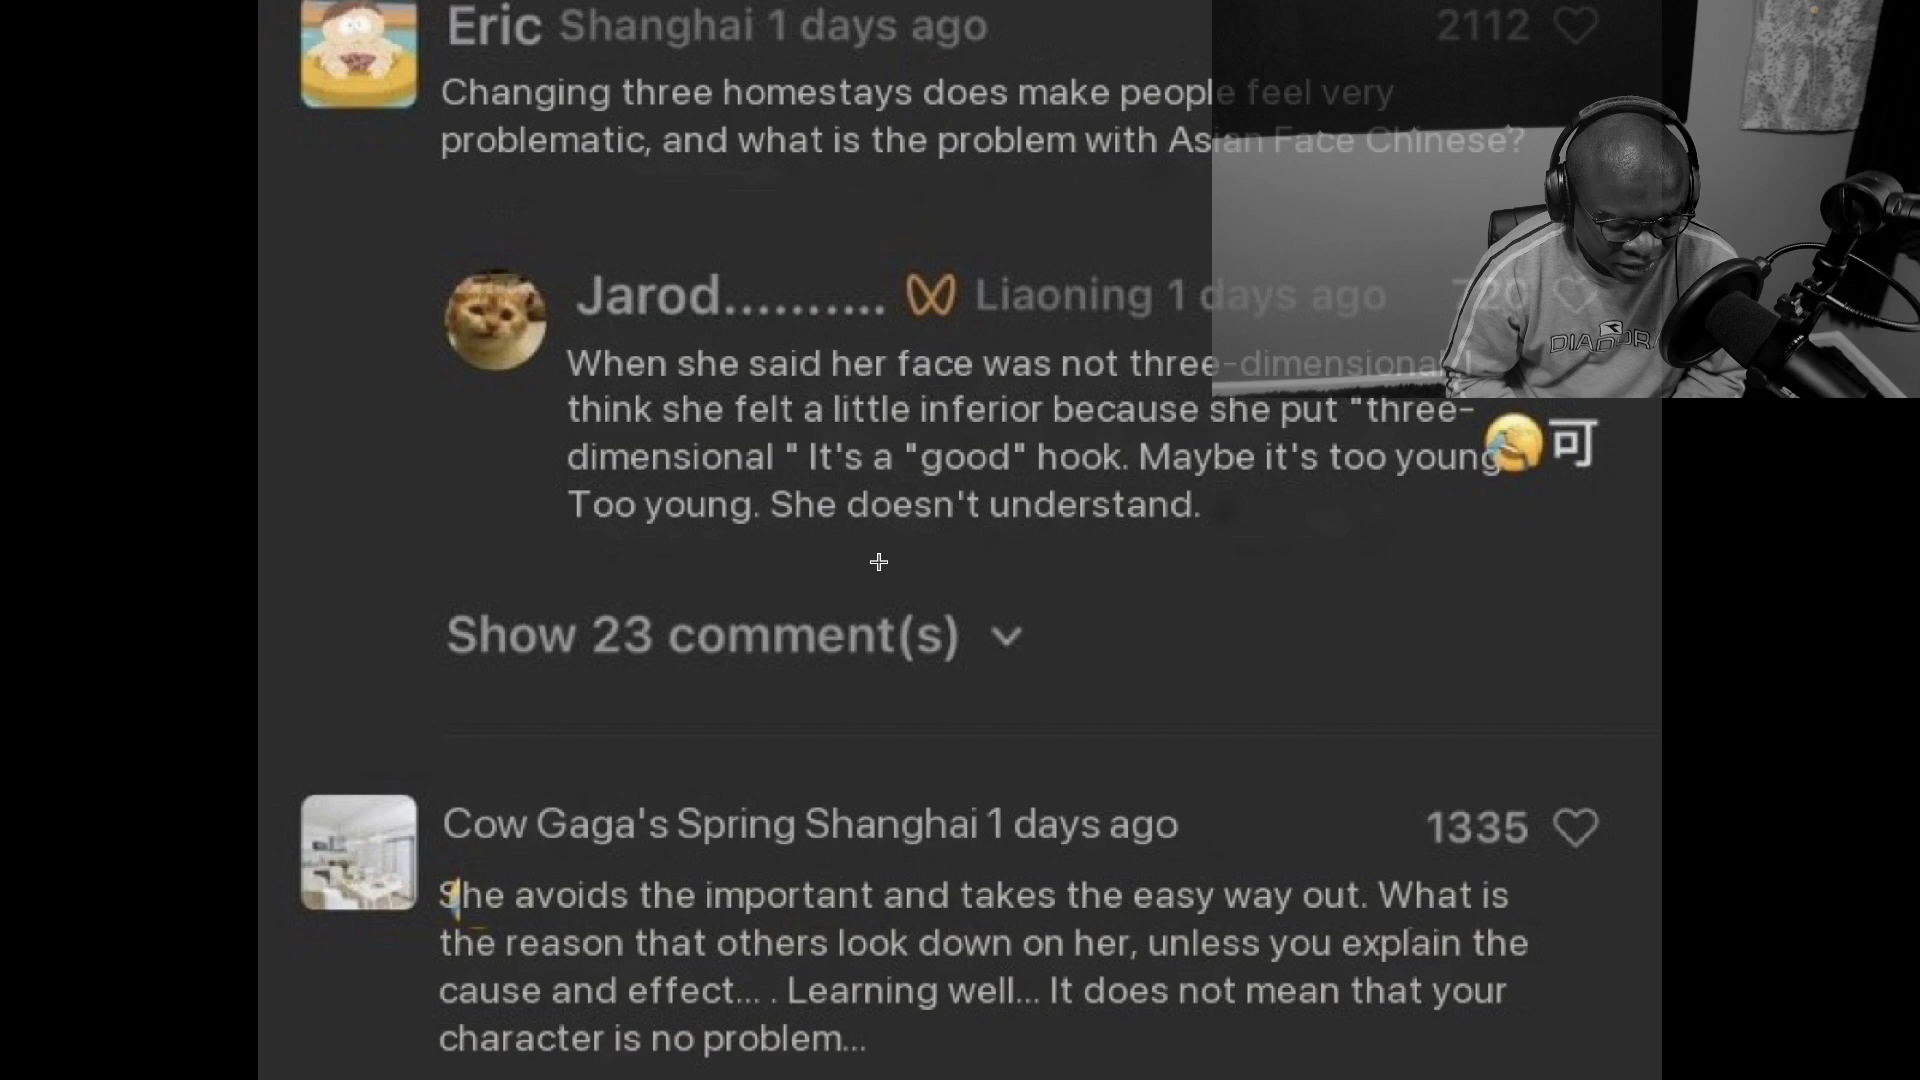 Eric Shanghai 1 days ago 2112
Changing three homestays does make people feel very
problematic, and what is the problem with Asian Face Chinese?
Jarod.......... Liaoning 1 days ago 720
When she said her face was not three-dimensional, I
think she felt a little inferior because she put "three-
dimensional " It's a "good" hook. Maybe it's too young
可
Too young. She doesn't understand.
DIADORA
Show 23 comment(s)
Cow Gaga's Spring Shanghai 1 days ago 1335
She avoids the important and takes the easy way out. What is
the reason that others look down on her, unless you explain the
cause and effect... . Learning well... It does not mean that your
character is no problem...